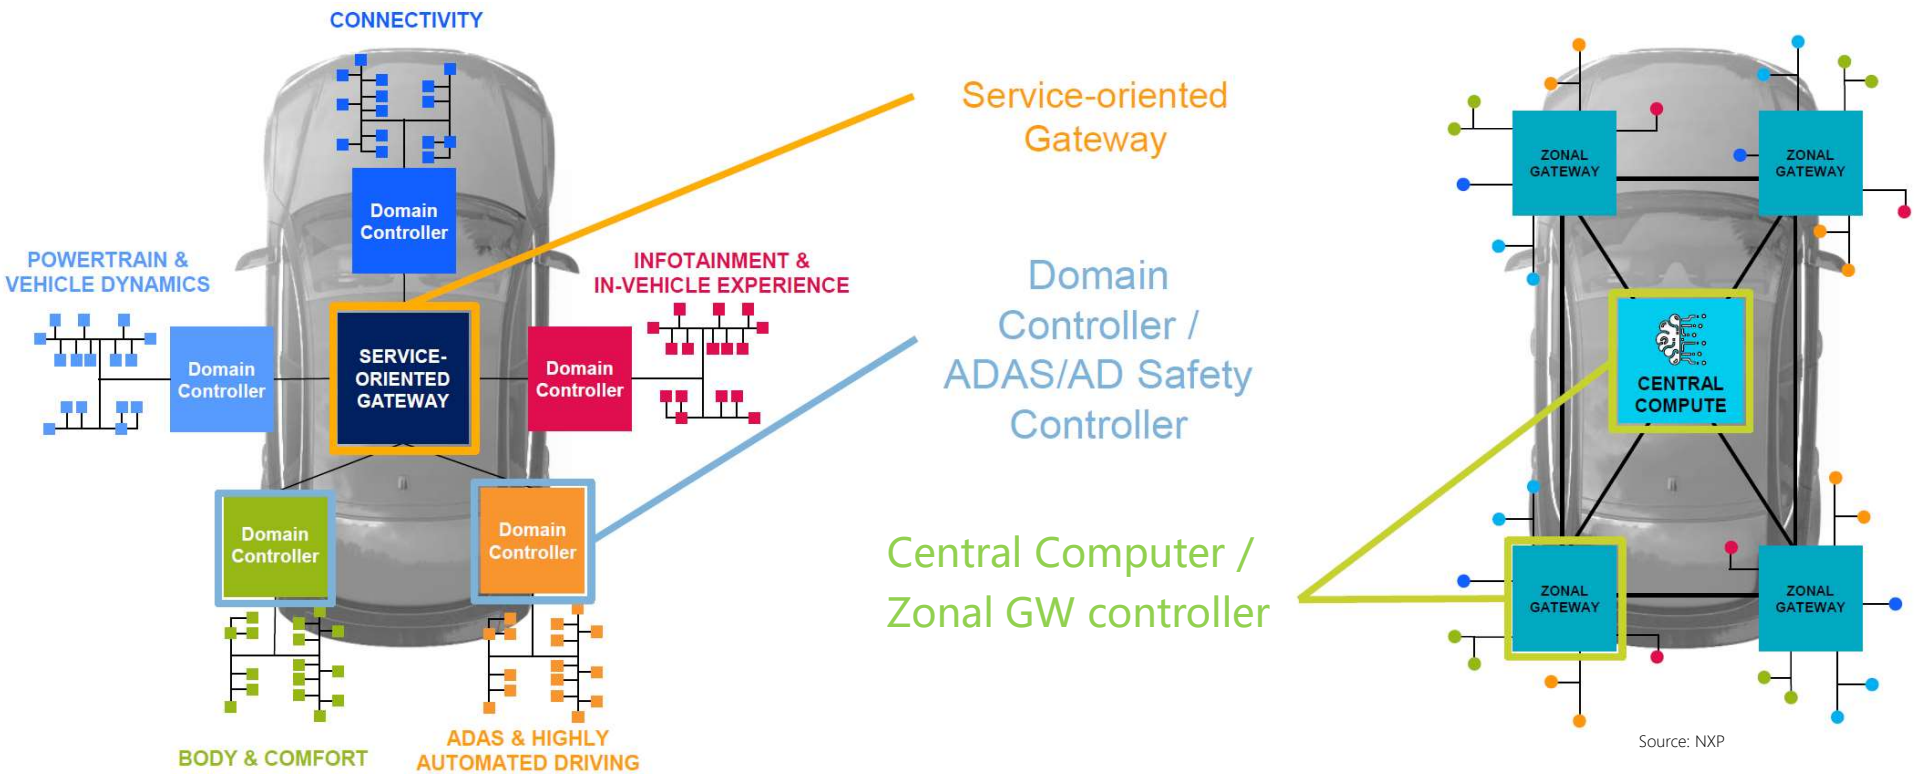 CONNECTIVITY
Domain
Controller
POWERTRAIN &
VEHICLE DYNAMICS
Domain
Controller
SERVICE-
ORIENTED
GATEWAY
INFOTAINMENT &
IN-VEHICLE EXPERIENCE
Domain
Controller
Domain
Controller
BODY & COMFORT
Domain
Controller
ADAS & HIGHLY
AUTOMATED DRIVING
Service-oriented
Gateway
Domain
Controller /
ADAS/AD Safety
Controller
Central Computer /
Zonal GW controller
ZONAL
GATEWAY
ZONAL
GATEWAY
CENTRAL
COMPUTE
ZONAL
GATEWAY
ZONAL
GATEWAY
Source: NXP